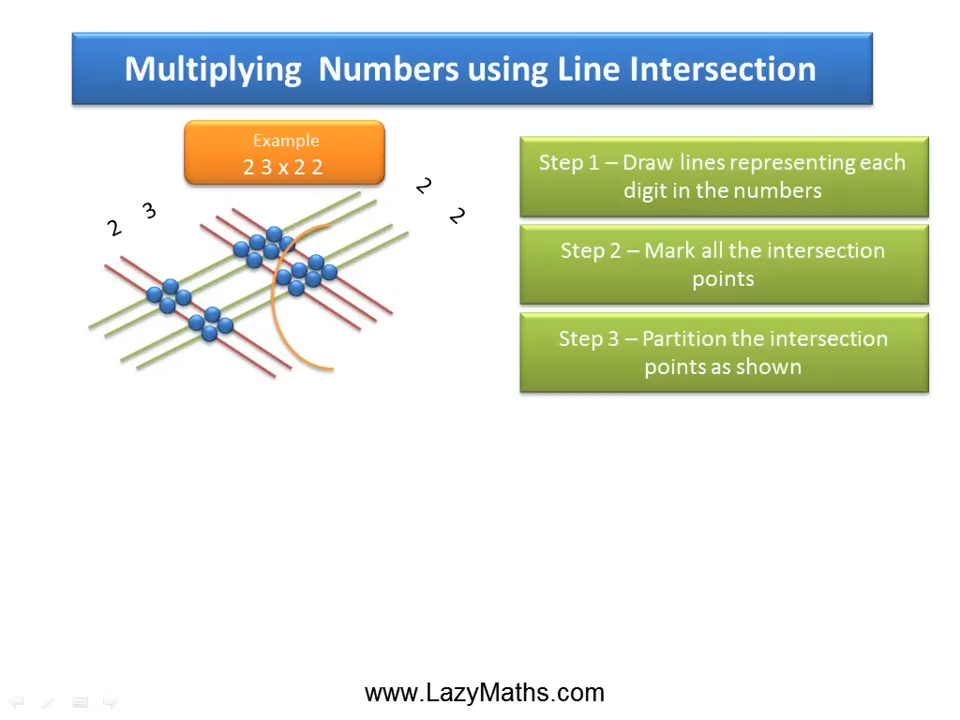 Multiplying Numbers using Line Intersection
Example
2 3 x 2 2
2 3
2
2
Step 1 – Draw lines representing each
digit in the numbers
Step 2 – Mark all the intersection
points
Step 3 – Partition the intersection
points as shown
www.LazyMaths.com